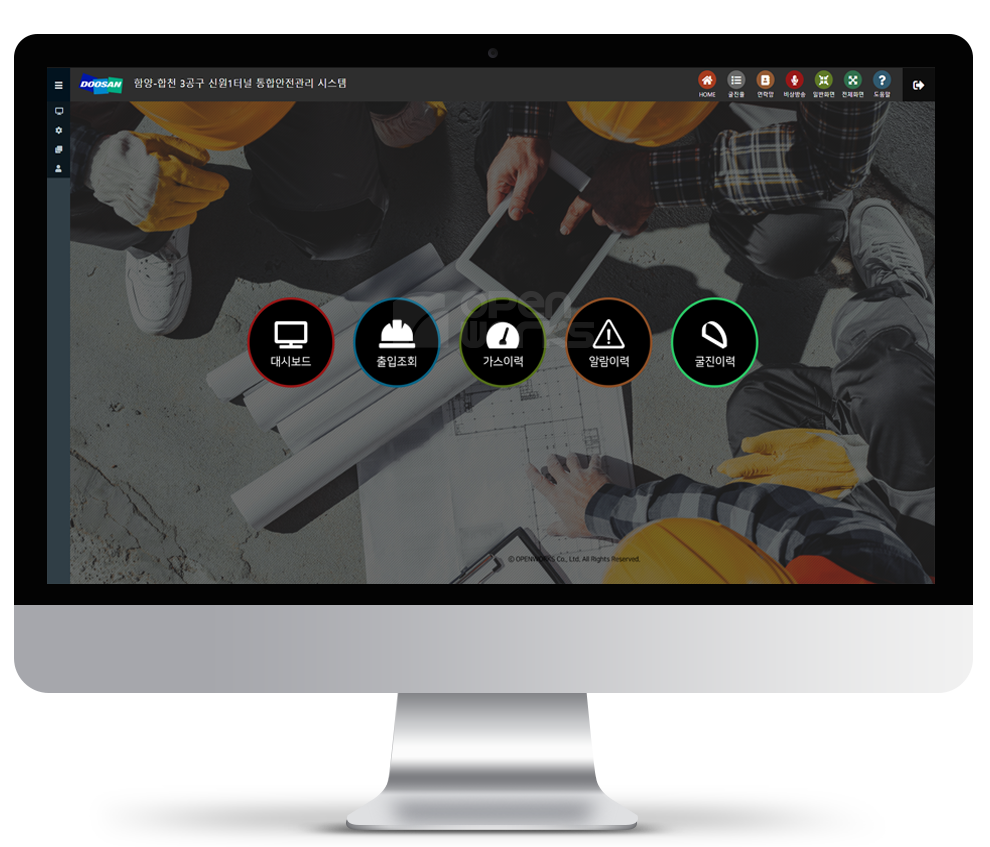 DOOSAN 함양-합천 3공구 신원1터널 통합안전관리 시스템
HOME 굴진율 연락망 비상방송 일반화면 전체화면 도움말
open works
대시보드 출입조회 가스이력 알람이력 굴진이력
© OPENWORKS Co., Ltd. All Rights Reserved.